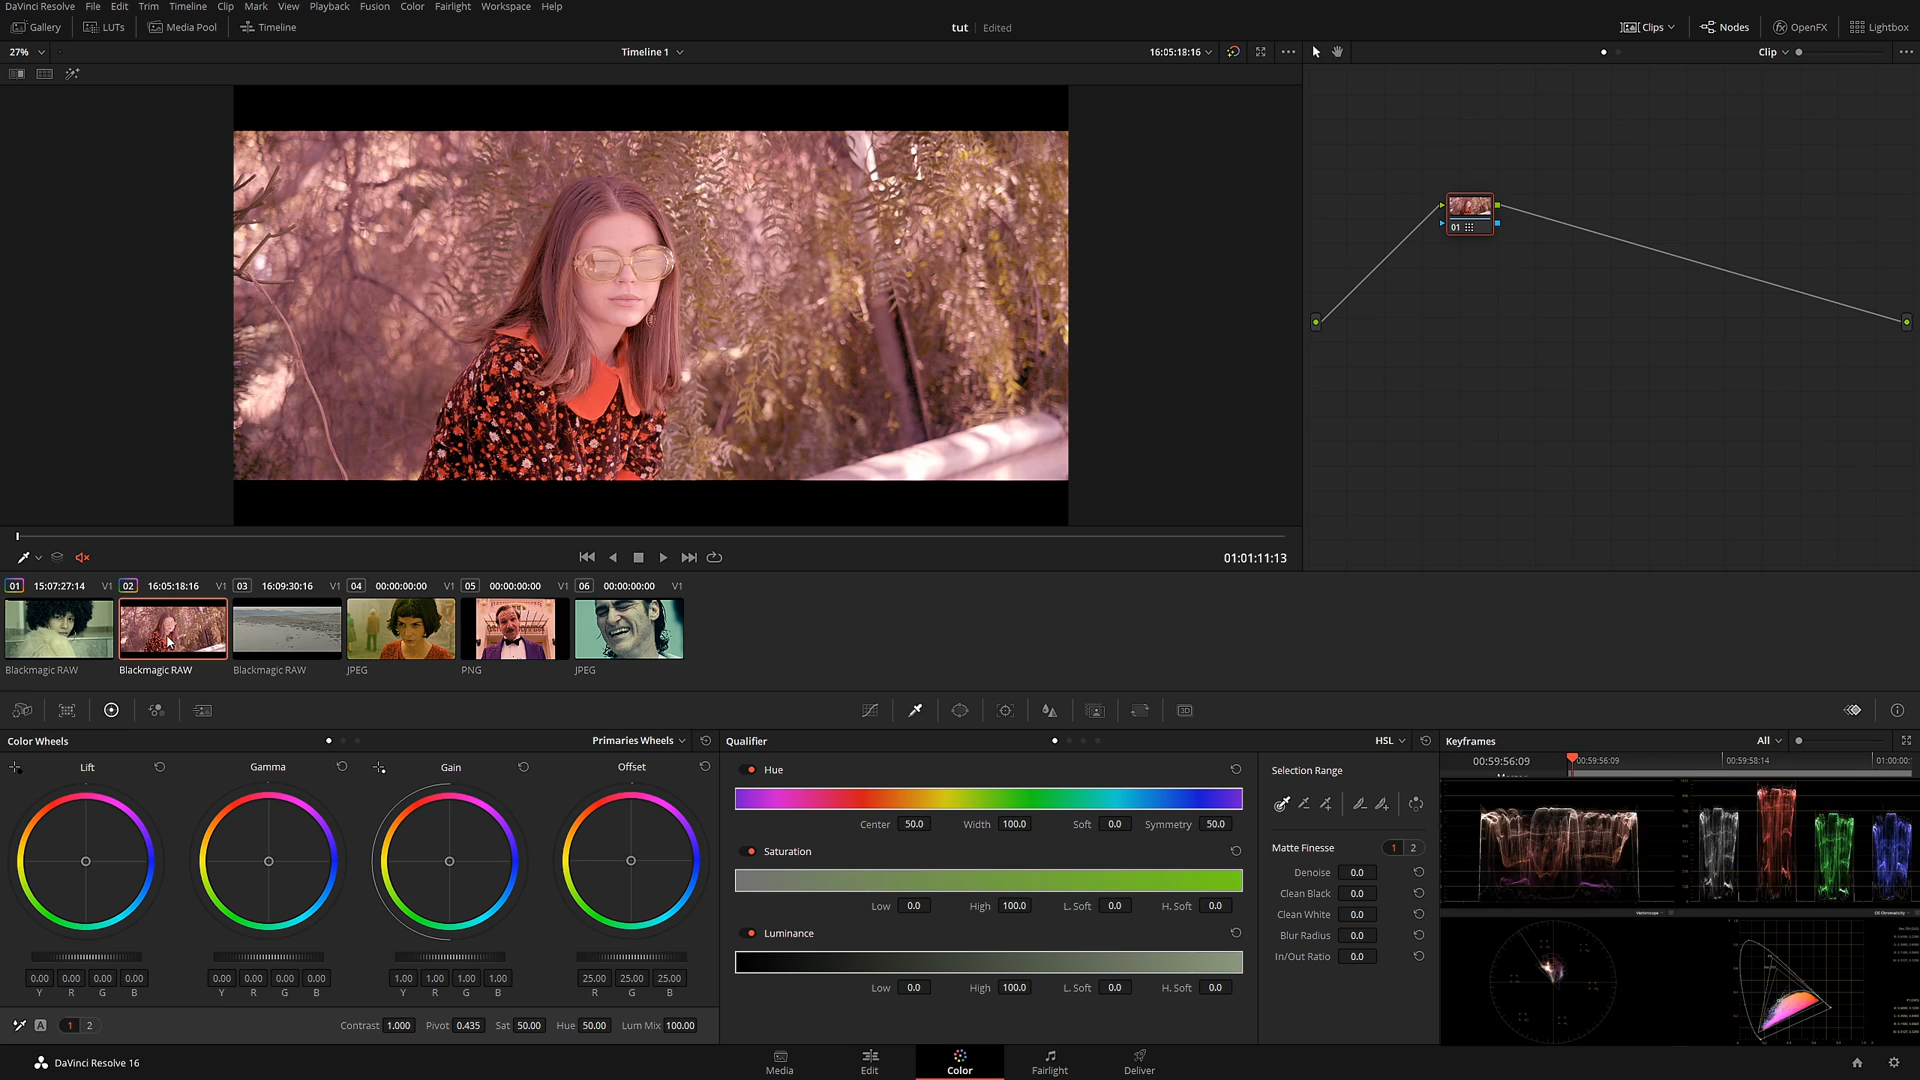 DaVinci Resolve File Edit Trim Timeline Clip Mark View Playback Fusion Color Fairlight Workspace Help
Gallery LUTs Media Pool Timeline tut Edited Clips Nodes OpenFX Lightbox
27% Timeline 1 16:05:18:16 Clip
01
01:01:11:13
01 15:07:27:14 V1 02 16:05:18:16 V1 03 16:09:30:16 V1 04 00:00:00:00 V1 05 00:00:00:00 V1 06 00:00:00:00 V1
Blackmagic RAW Blackmagic RAW Blackmagic RAW JPEG PNG JPEG
3D
Color Wheels Primaries Wheels Qualifier HSL Keyframes All
Lift Gamma Gain Offset Hue Selection Range 00:59:56:09 00:59:56:09 00:59:58:14 01:00:00:
Center 50.0 Width 100.0 Soft 0.0 Symmetry 50.0
Saturation Matte Finesse 1 2
Denoise 0.0
Low 0.0 High 100.0 L. Soft 0.0 H. Soft 0.0 Clean Black 0.0
Clean White 0.0
Luminance Blur Radius 0.0
In/Out Ratio 0.0
0.00 0.00 0.00 0.00 0.00 0.00 0.00 0.00 1.00 1.00 1.00 1.00 25.00 25.00 25.00 Low 0.0 High 100.0 L. Soft 0.0 H. Soft 0.0
Y R G B Y R G B Y R G B R G B
A 1 2 Contrast 1.000 Pivot 0.435 Sat 50.00 Hue 50.00 Lum Mix 100.00
DaVinci Resolve 16 Media Edit Color Fairlight Deliver